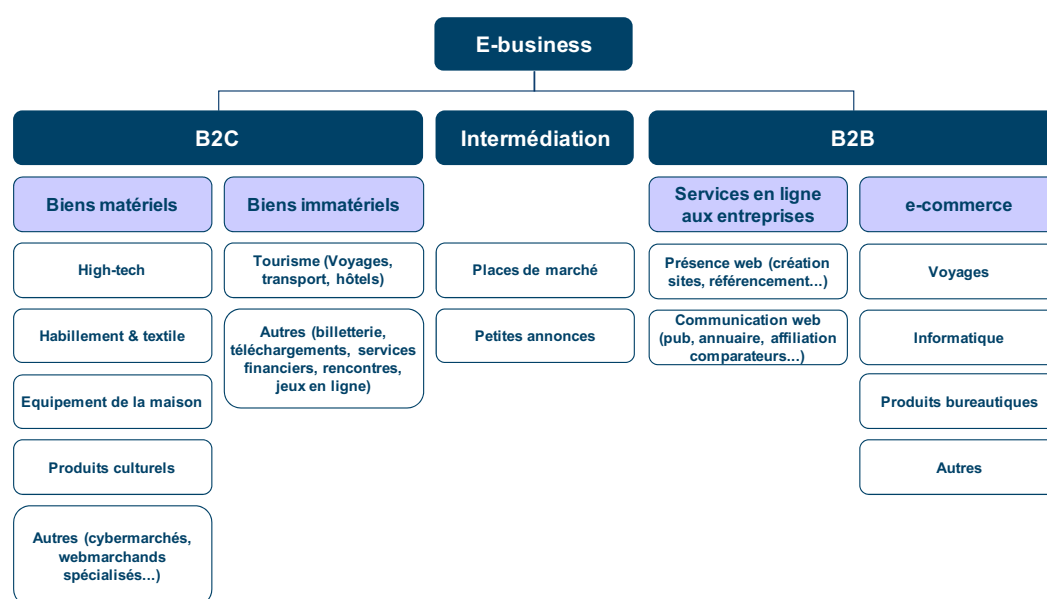 E-business
B2C
Intermédiation
B2B
Biens matériels
Biens immatériels
Services en ligne
aux entreprises
e-commerce
High-tech
Tourisme (Voyages,
transport, hôtels)
Places de marché
Présence web (création
sites, référencement...)
Voyages
Habillement & textile
Autres (billetterie,
téléchargements, services
financiers, rencontres,
jeux en ligne)
Petites annonces
Communication web
(pub, annuaire, affiliation
comparateurs...)
Informatique
Equipement de la maison
Produits bureautiques
Produits culturels
Autres
Autres (cybermarchés,
webmarchands
spécialisés...)